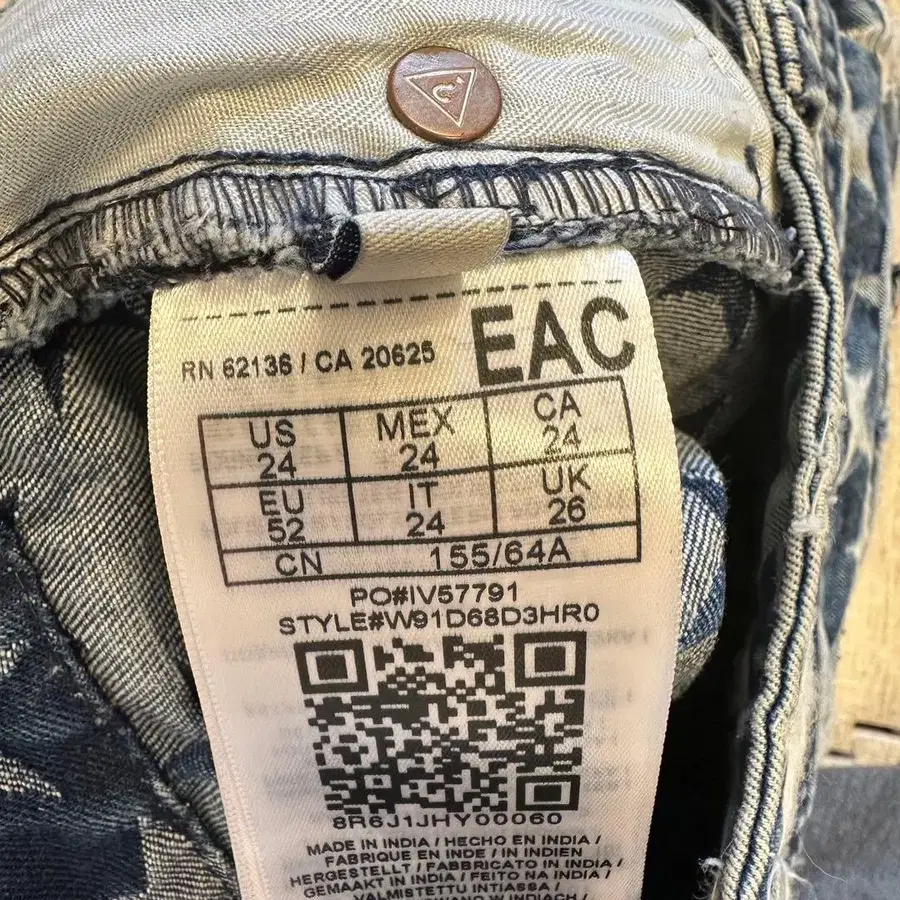 ?
RN 62136 / CA 20625
EAC
US MEX CA
24 24 24
EU IT UK
52 24 26
CN 155/64A
PO#IV57791
STYLE#W91D68D3HR0
8R6J1JHY00060
MADE IN INDIA / HECHO EN INDIA /
FABRIQUE EN INDE / IN INDIEN
HERGESTELLT / FABBRICATO IN INDIA /
GEMAAKT IN INDIA / FEITO NA INDIA /
VALMISTETTU INTIASSA /